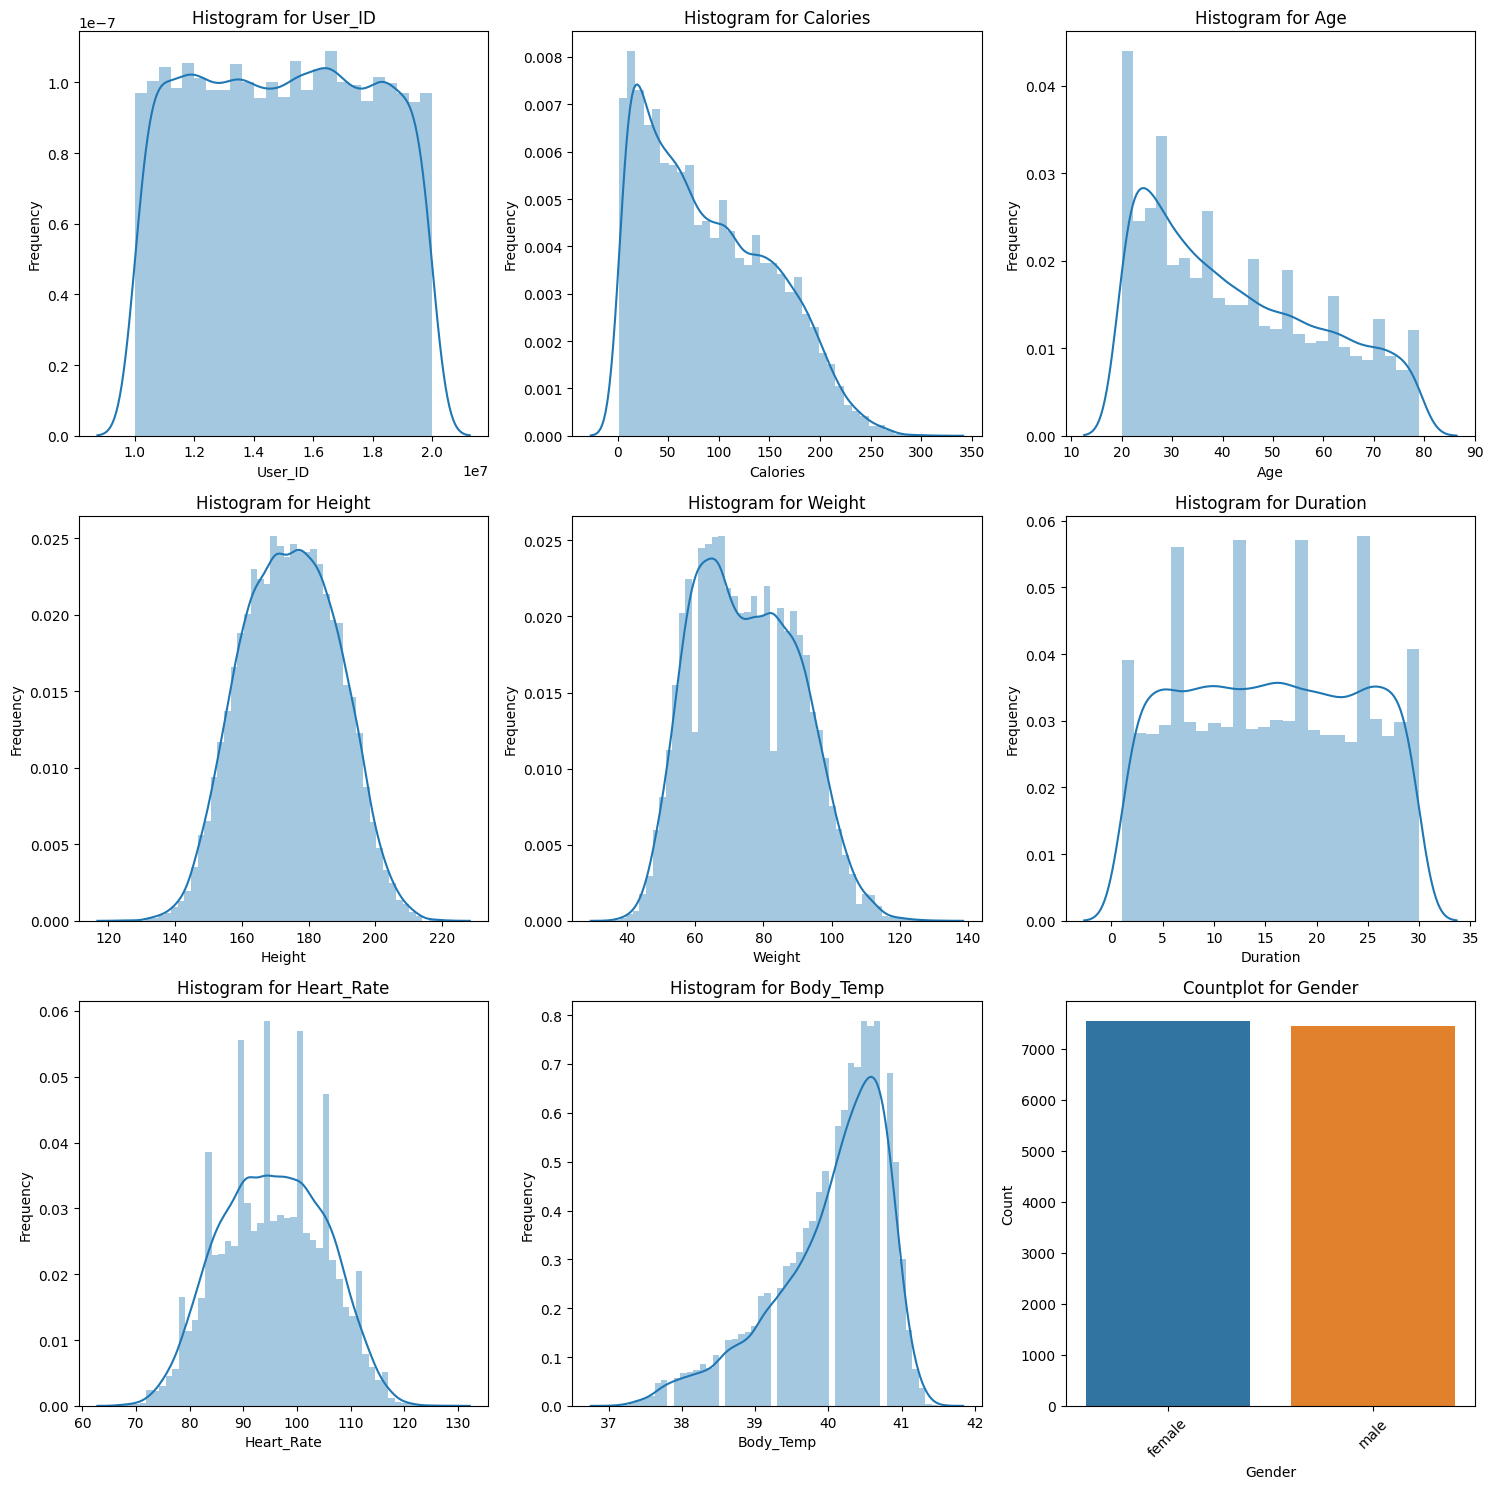 Histogram for User_ID
1e−7
1.0
0.8
0.6
0.4
0.2
0.0
Frequency
1.0 1.2 1.4 1.6 1.8 2.0
1e7
User_ID
Histogram for Calories
0.008
0.007
0.006
0.005
0.004
0.003
0.002
0.001
0.000
Frequency
0 50 100 150 200 250 300 350
Calories
Histogram for Age
0.04
0.03
0.02
0.01
0.00
Frequency
10 20 30 40 50 60 70 80 90
Age
Histogram for Height
0.025
0.020
0.015
0.010
0.005
0.000
Frequency
120 140 160 180 200 220
Height
Histogram for Weight
0.025
0.020
0.015
0.010
0.005
0.000
Frequency
40 60 80 100 120 140
Weight
Histogram for Duration
0.06
0.05
0.04
0.03
0.02
0.01
0.00
Frequency
0 5 10 15 20 25 30 35
Duration
Histogram for Heart_Rate
0.06
0.05
0.04
0.03
0.02
0.01
0.00
Frequency
60 70 80 90 100 110 120 130
Heart_Rate
Histogram for Body_Temp
0.8
0.7
0.6
0.5
0.4
0.3
0.2
0.1
0.0
Frequency
37 38 39 40 41 42
Body_Temp
Countplot for Gender
7000
6000
5000
4000
3000
2000
1000
0
Count
female male
Gender